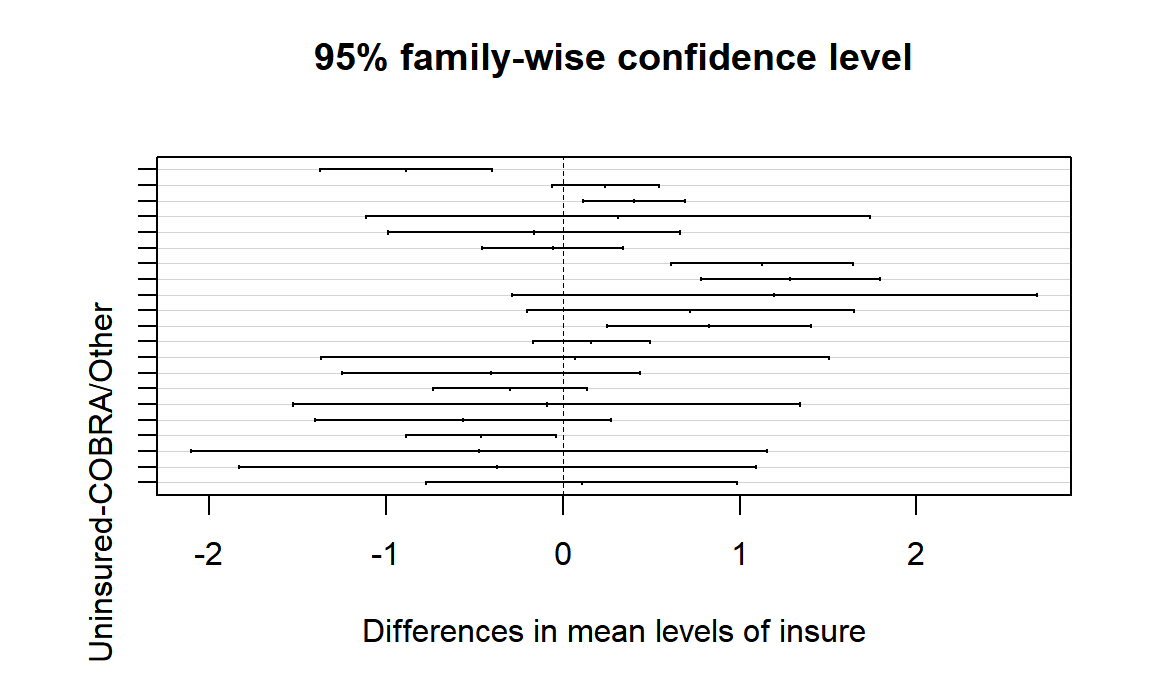 95% family-wise confidence level
Uninsured-COBRA/Other
-2 -1 0 1 2
Differences in mean levels of insure